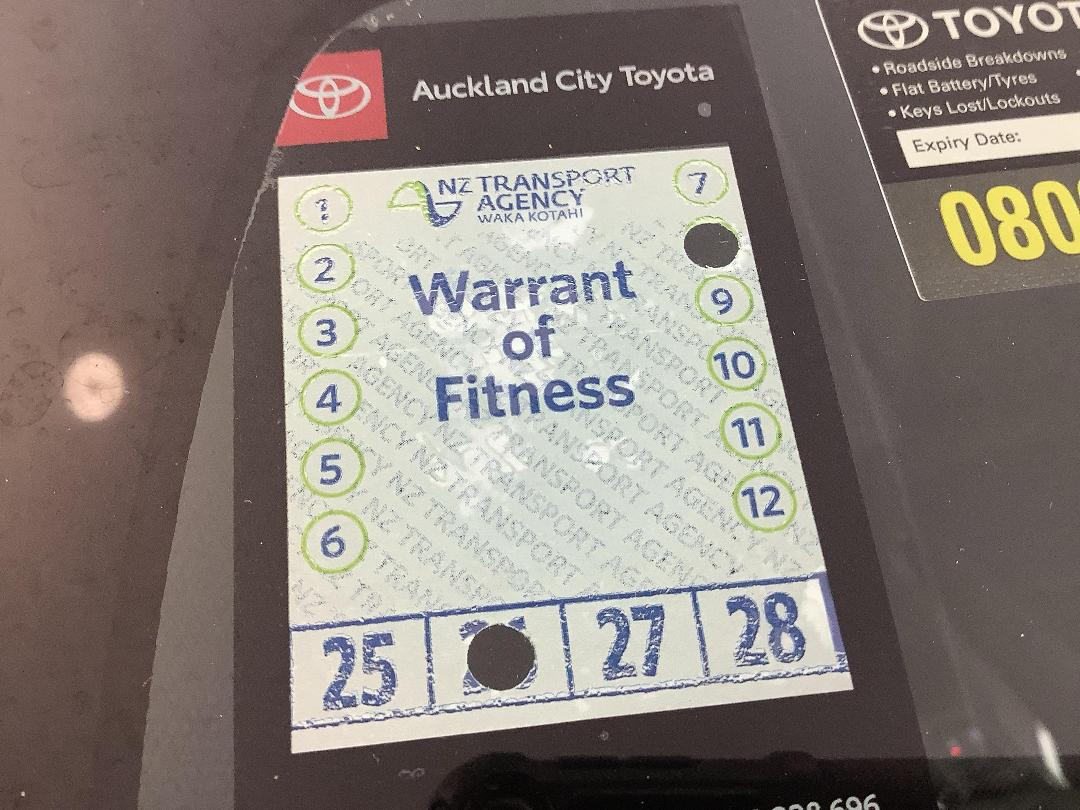 Auckland City Toyota
NZ TRANSPORT
AGENCY
WAKA KOTAHI
Warrant
of
Fitness
1
2
3
4
5
6
7
9
10
11
12
25
27
28
TOYOT
• Roadside Breakdowns
• Flat Battery/Tyres
• Keys Lost/Lockouts
Expiry Date:
080
696